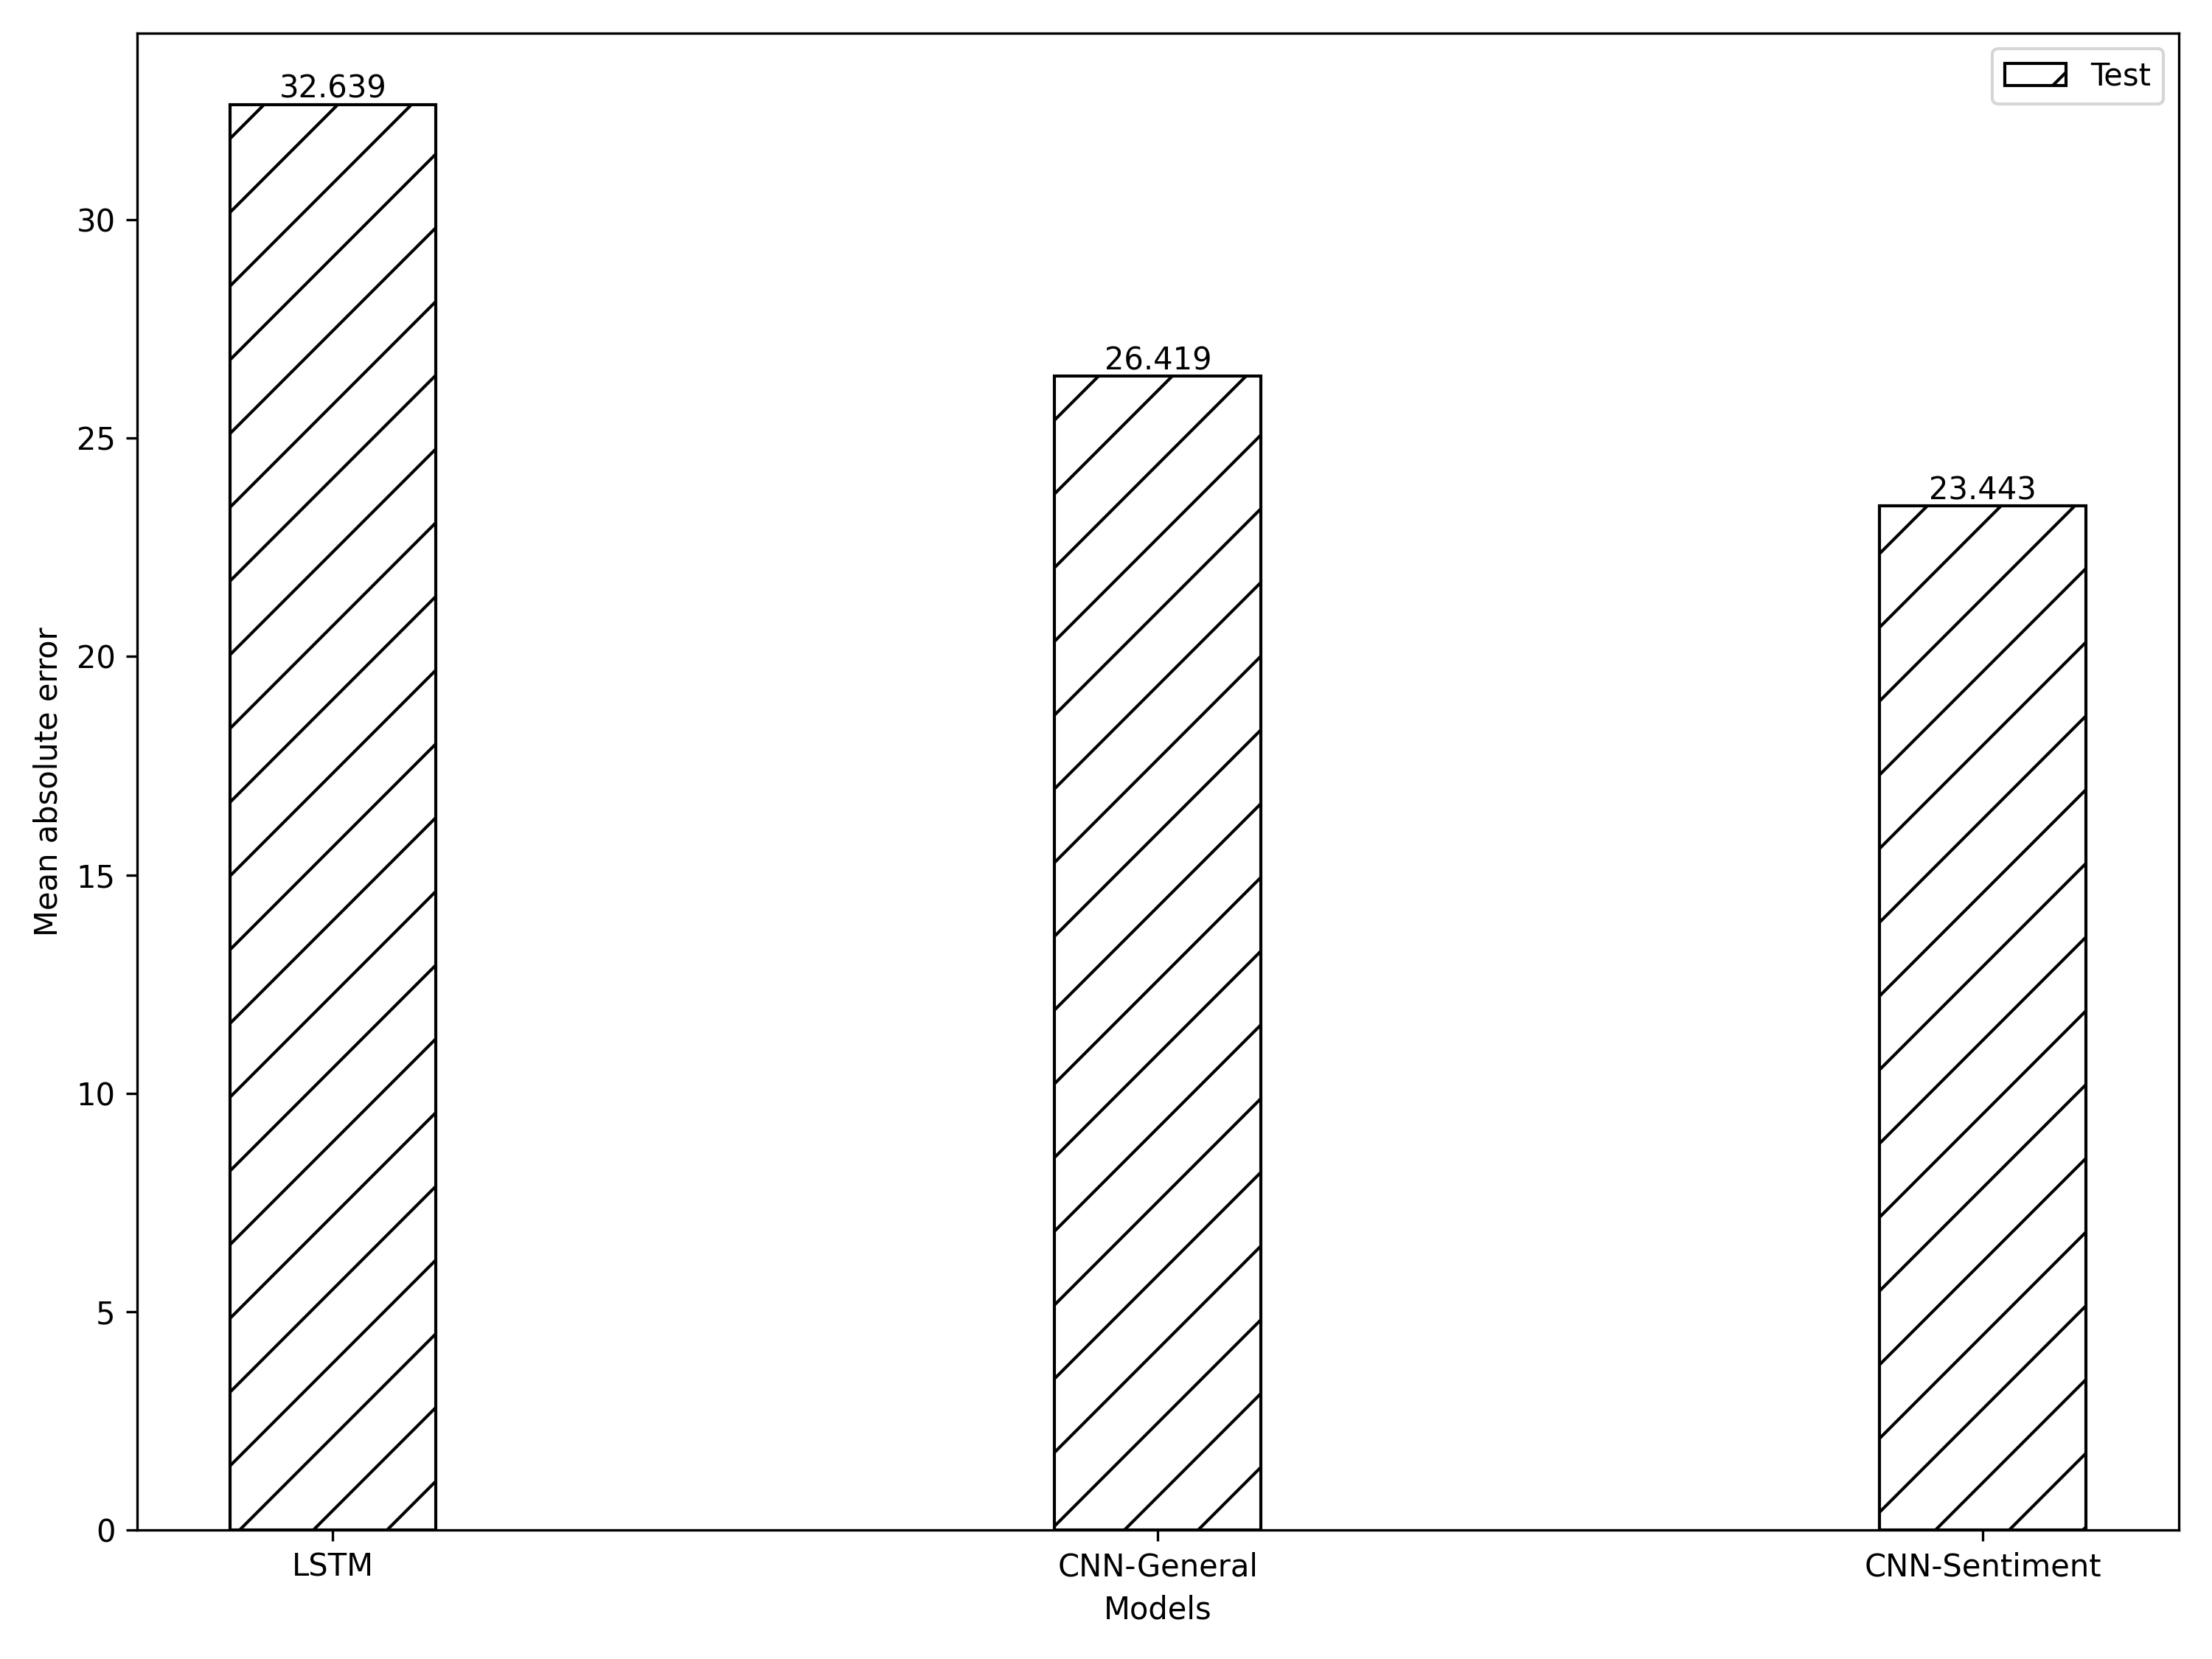 Test
32.639
26.419
23.443
Mean absolute error
30
25
20
15
10
5
0
LSTM
CNN-General
CNN-Sentiment
Models